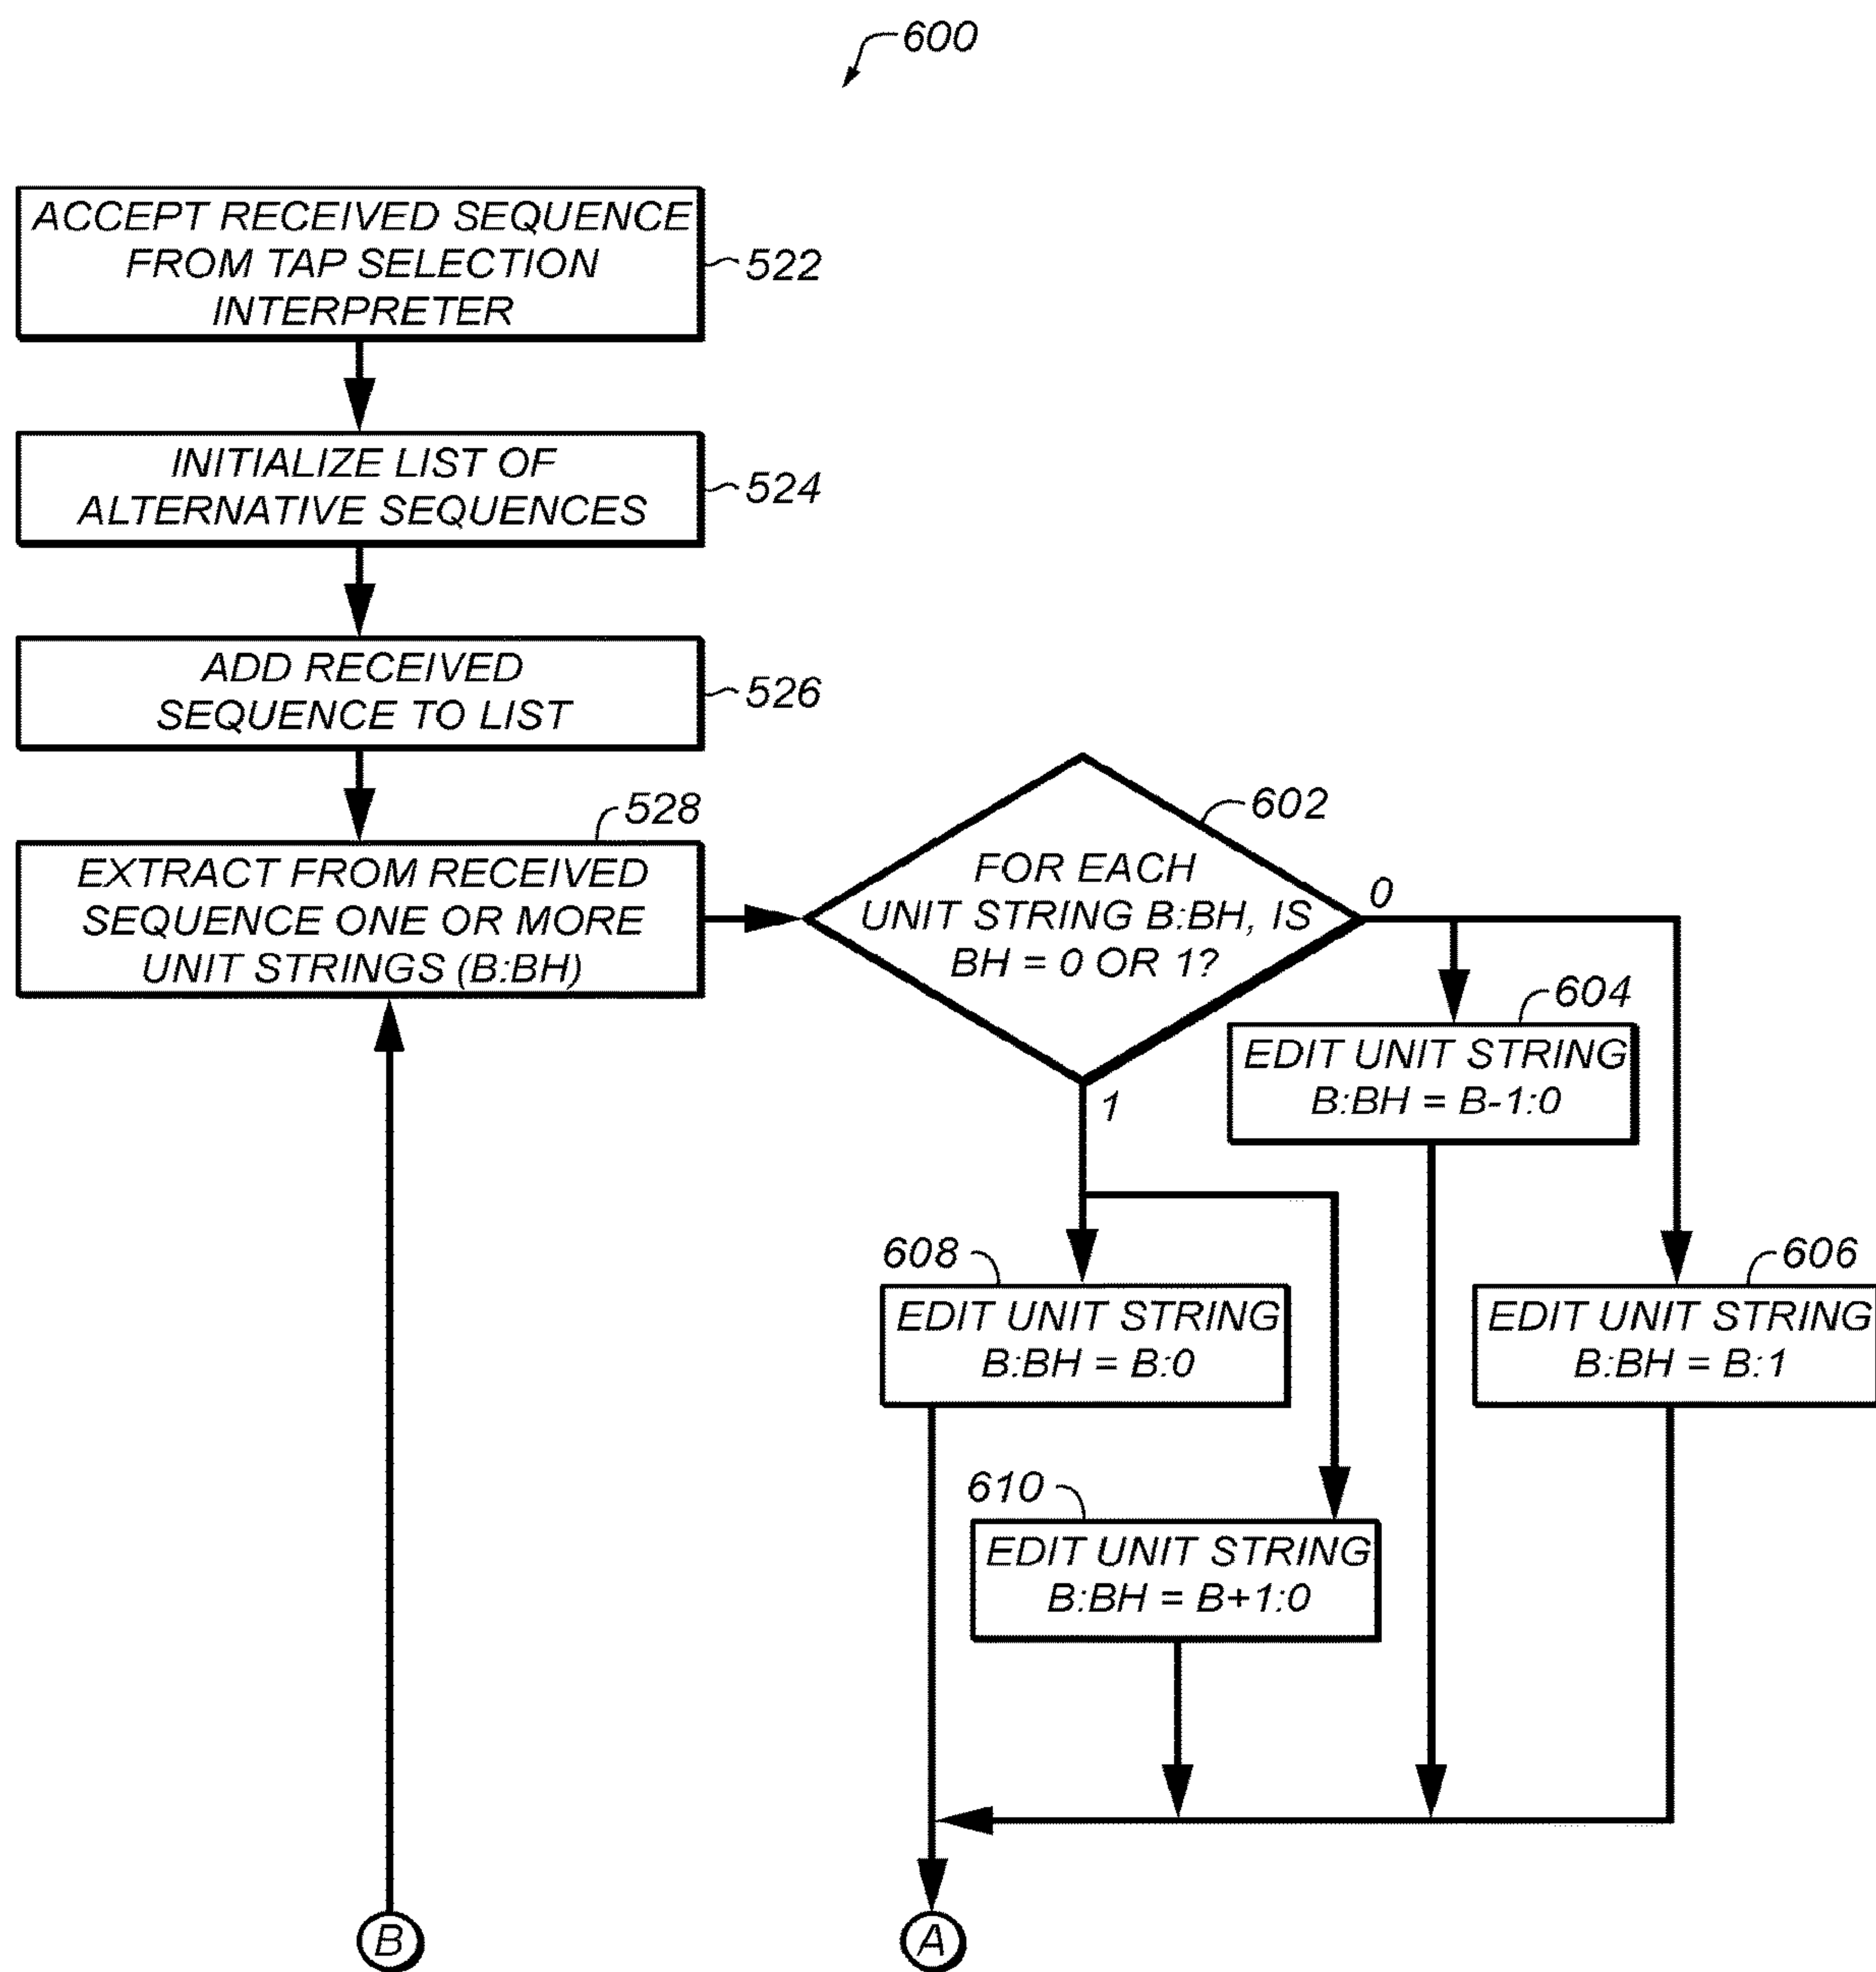 600
ACCEPT RECEIVED SEQUENCE
FROM TAP SELECTION
INTERPRETER
522
INITIALIZE LIST OF
ALTERNATIVE SEQUENCES
524
ADD RECEIVED
SEQUENCE TO LIST
526
528
EXTRACT FROM RECEIVED
SEQUENCE ONE OR MORE
UNIT STRINGS (B:BH)
602
FOR EACH
UNIT STRING B:BH, IS
BH = 0 OR 1?
0
1
604
EDIT UNIT STRING
B:BH = B-1:0
606
EDIT UNIT STRING
B:BH = B:1
608
EDIT UNIT STRING
B:BH = B:0
610
EDIT UNIT STRING
B:BH = B+1:0
B
A